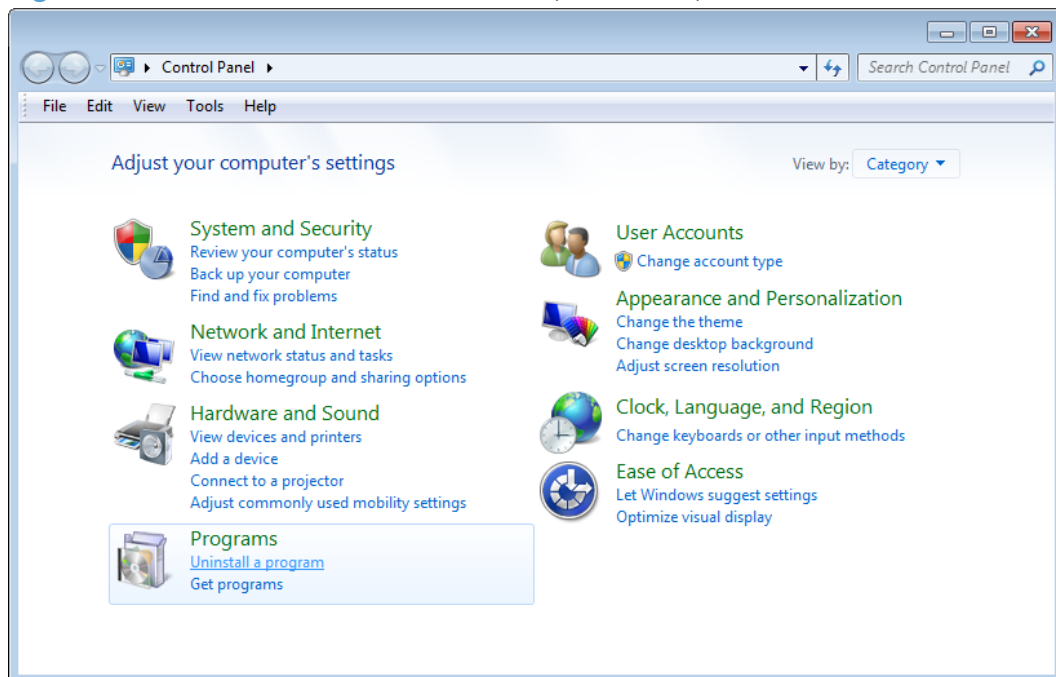 Control Panel
Search Control Panel
File Edit View Tools Help
Adjust your computer's settings
View by: Category
System and Security
Review your computer's status
Back up your computer
Find and fix problems
Network and Internet
View network status and tasks
Choose homegroup and sharing options
Hardware and Sound
View devices and printers
Add a device
Connect to a projector
Adjust commonly used mobility settings
Programs
Uninstall a program
Get programs
User Accounts
Change account type
Appearance and Personalization
Change the theme
Change desktop background
Adjust screen resolution
Clock, Language, and Region
Change keyboards or other input methods
Ease of Access
Let Windows suggest settings
Optimize visual display